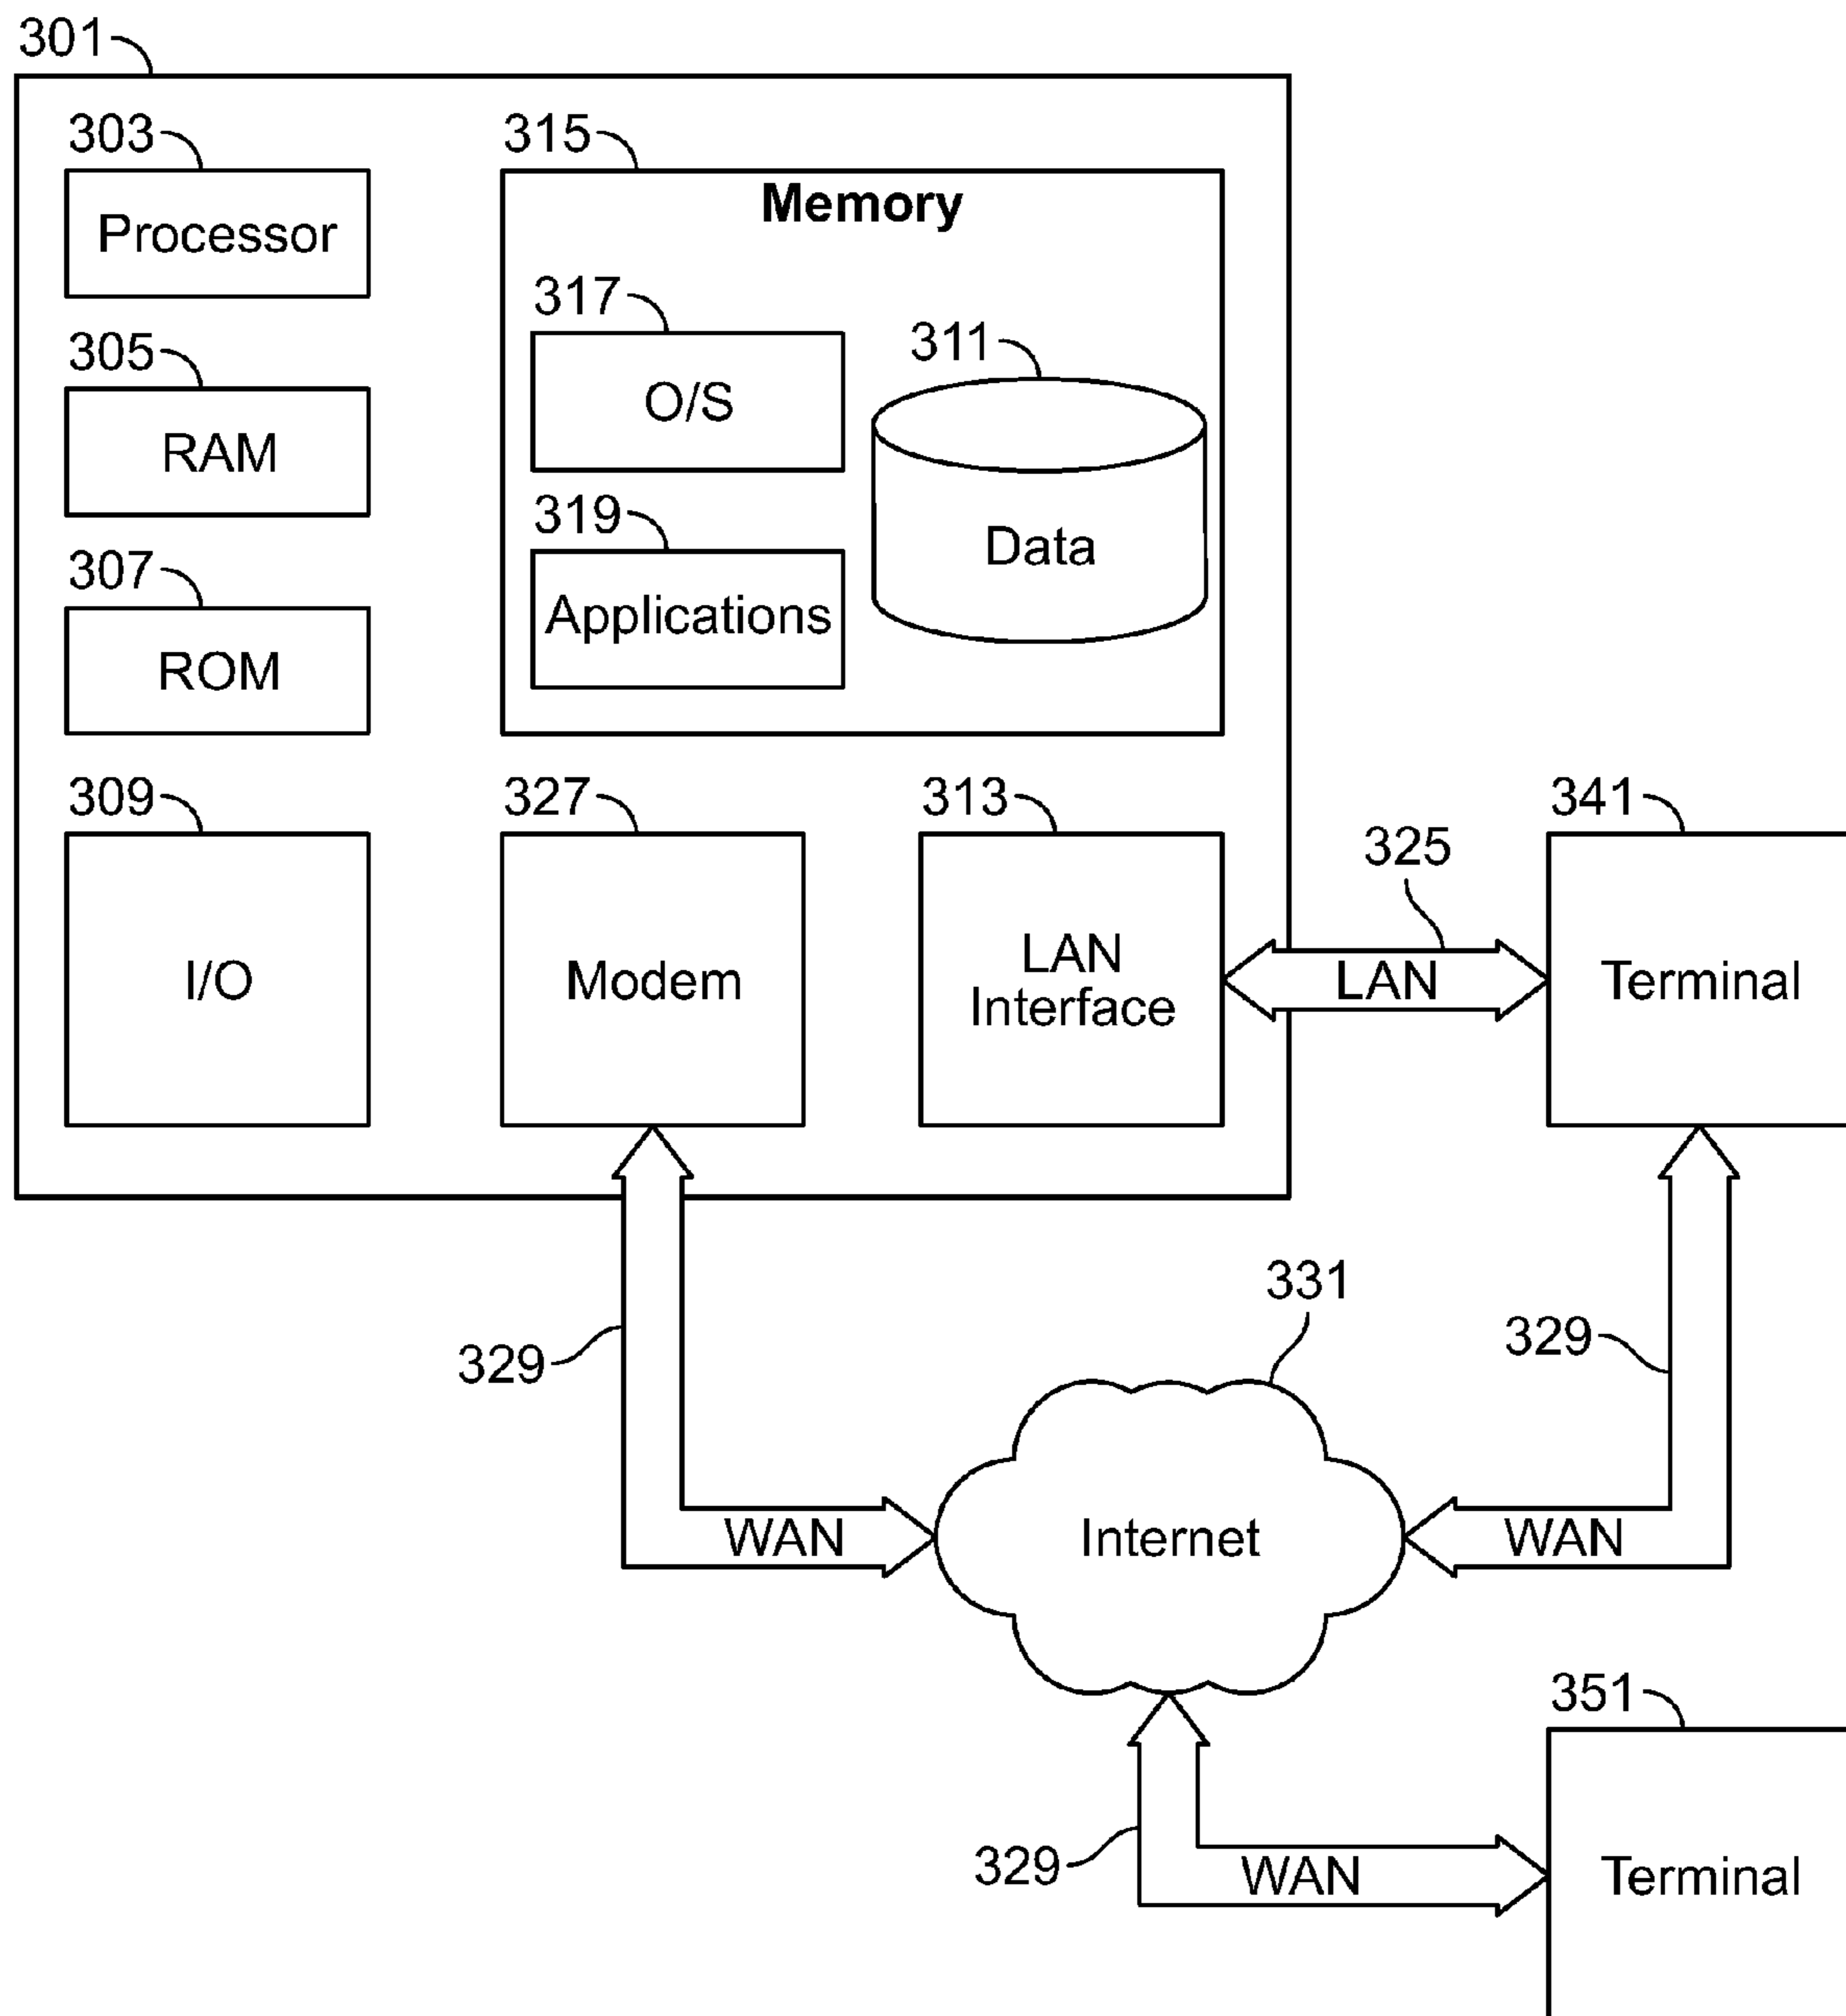 301
303
Processor
305
RAM
307
ROM
309
I/O
315
Memory
317
O/S
311
Data
319
Applications
327
Modem
313
LAN
Interface
325
LAN
341
Terminal
329
WAN
331
Internet
329
WAN
329
WAN
351
Terminal